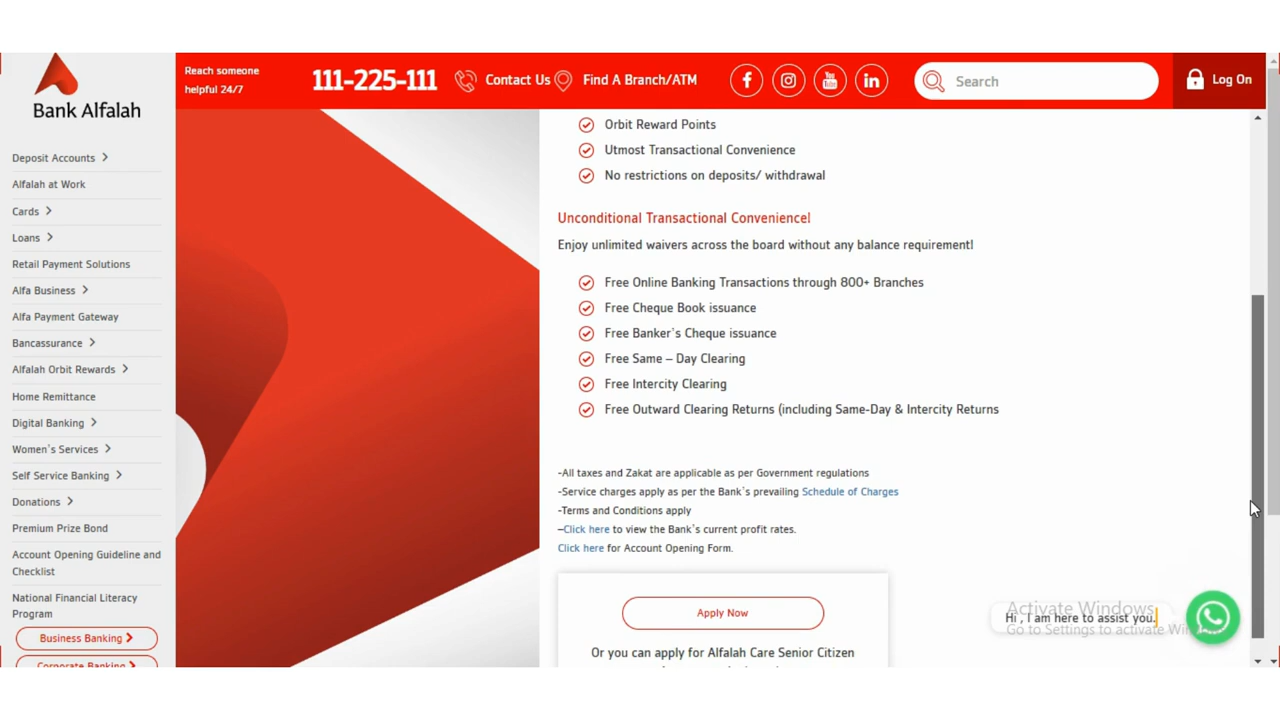 Bank Alfalah
Reach someone
helpful 24/7
111-225-111
Contact Us
Find A Branch/ATM
Search
Log On
Deposit Accounts
Alfalah at Work
Cards
Loans
Retail Payment Solutions
Alfa Business
Alfa Payment Gateway
Bancassurance
Alfalah Orbit Rewards
Home Remittance
Digital Banking
Women's Services
Self Service Banking
Donations
Premium Prize Bond
Account Opening Guideline and
Checklist
National Financial Literacy
Program
Business Banking
Corporate Banking
Orbit Reward Points
Utmost Transactional Convenience
No restrictions on deposits/ withdrawal
Unconditional Transactional Convenience!
Enjoy unlimited waivers across the board without any balance requirement!
Free Online Banking Transactions through 800+ Branches
Free Cheque Book issuance
Free Banker's Cheque issuance
Free Same – Day Clearing
Free Intercity Clearing
Free Outward Clearing Returns (including Same-Day & Intercity Returns
-All taxes and Zakat are applicable as per Government regulations
-Service charges apply as per the Bank's prevailing Schedule of Charges
-Terms and Conditions apply
–Click here to view the Bank's current profit rates.
Click here for Account Opening Form.
Apply Now
Or you can apply for Alfalah Care Senior Citizen
Hi , I am here to assist you.
Activate Windows
Go to Settings to activate